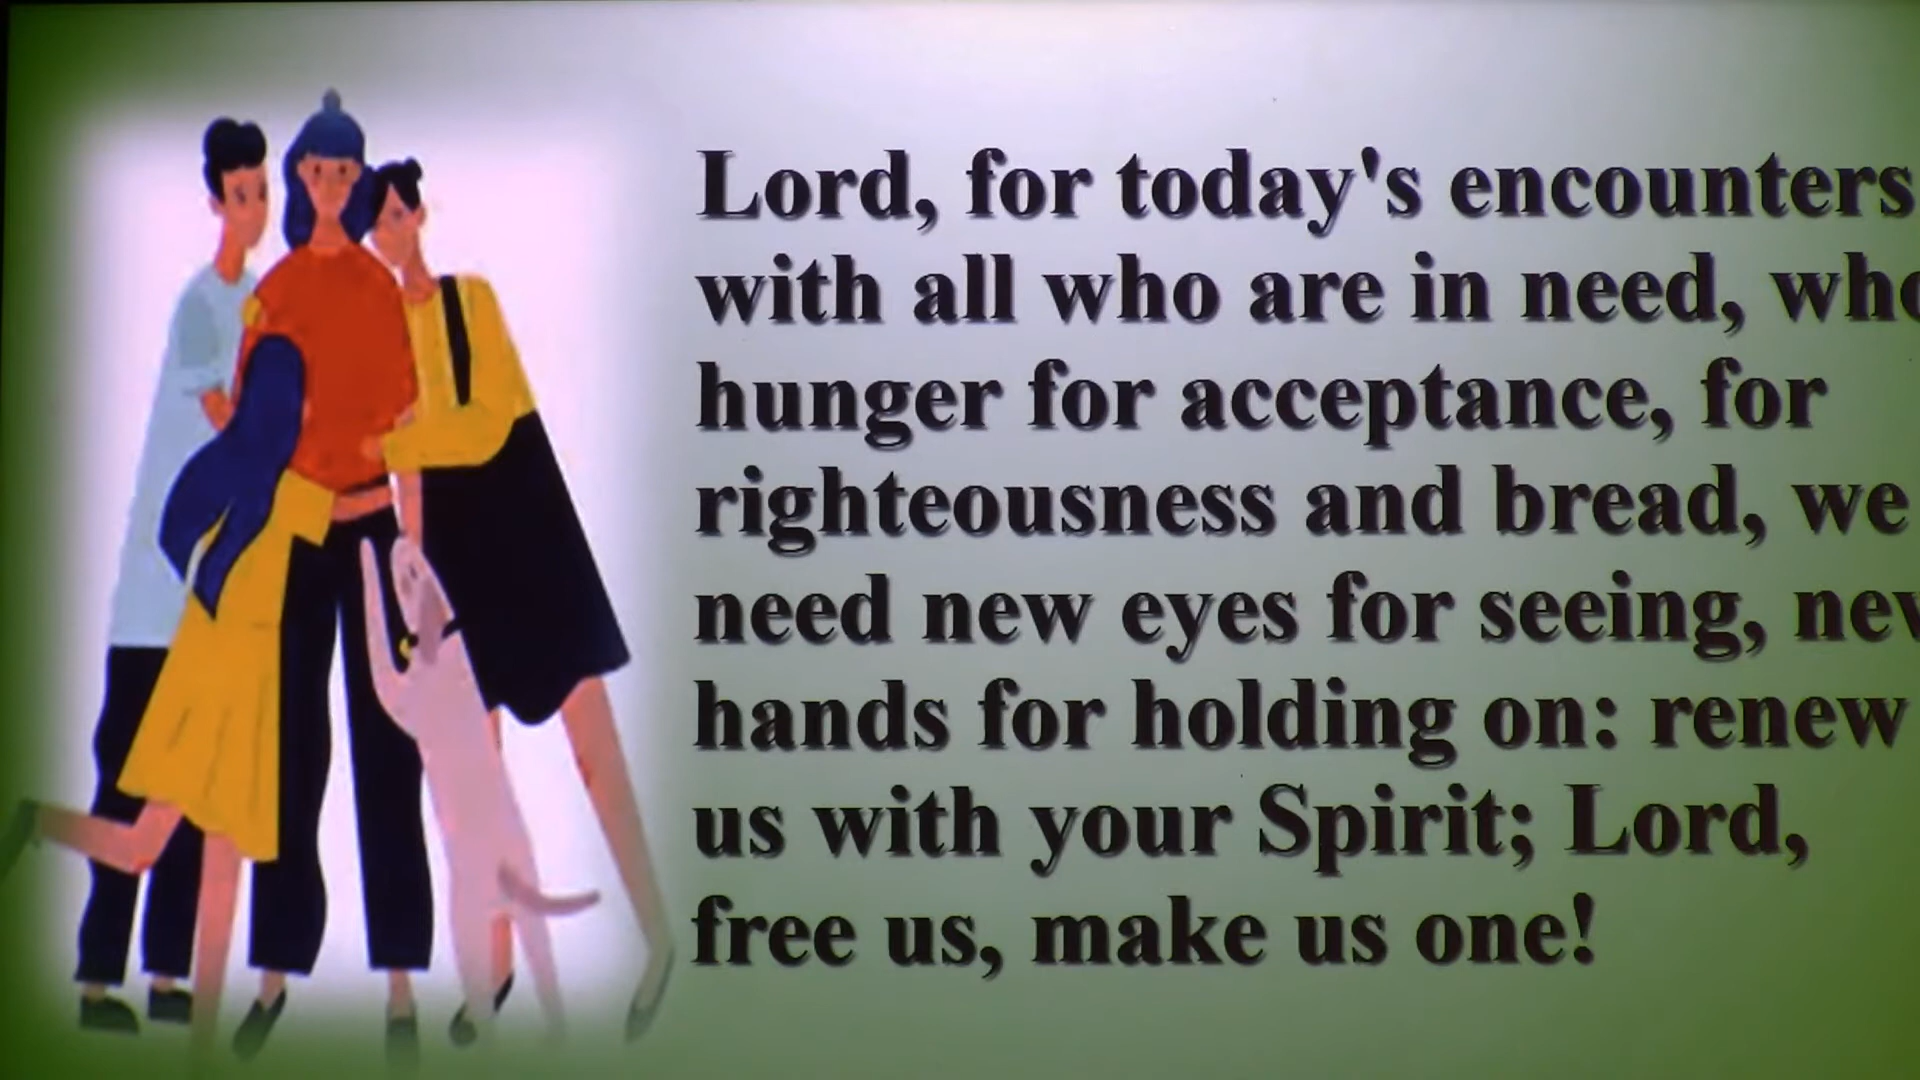 Lord, for today's encounters
with all who are in need, who
hunger for acceptance, for
righteousness and bread, we
need new eyes for seeing, new
hands for holding on: renew
us with your Spirit; Lord,
free us, make us one!